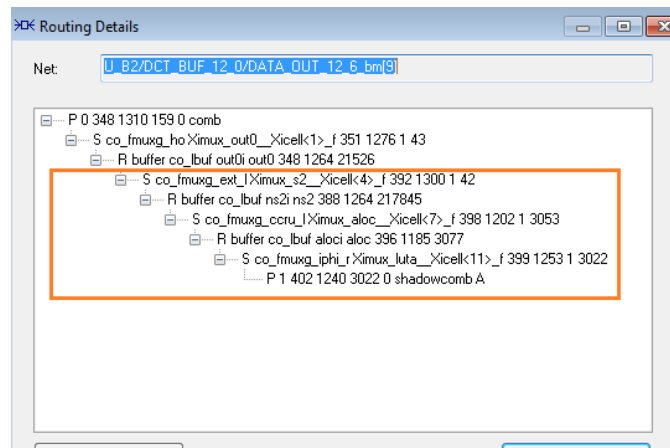 Routing Details
Net: U_B2/DCT_BUF_12_0/DATA_OUT_12_6_bm[9]
P 0 348 1310 159 0 comb
S co_fmuxg_ho Ximux_out0__Xicell<1>_f 351 1276 1 43
R buffer co_lbuf out0i out0 348 1264 21526
S co_fmuxg_ext_l Ximux_s2__Xicell<4>_f 392 1300 1 42
R buffer co_lbuf ns2i ns2 388 1264 217845
S co_fmuxg_ccru_l Ximux_aloc__Xicell<7>_f 398 1202 1 3053
R buffer co_lbuf aloci aloc 396 1185 3077
S co_fmuxg_iphi_r Ximux_luta__Xicell<11>_f 399 1253 1 3022
P 1 402 1240 3022 0 shadowcomb A